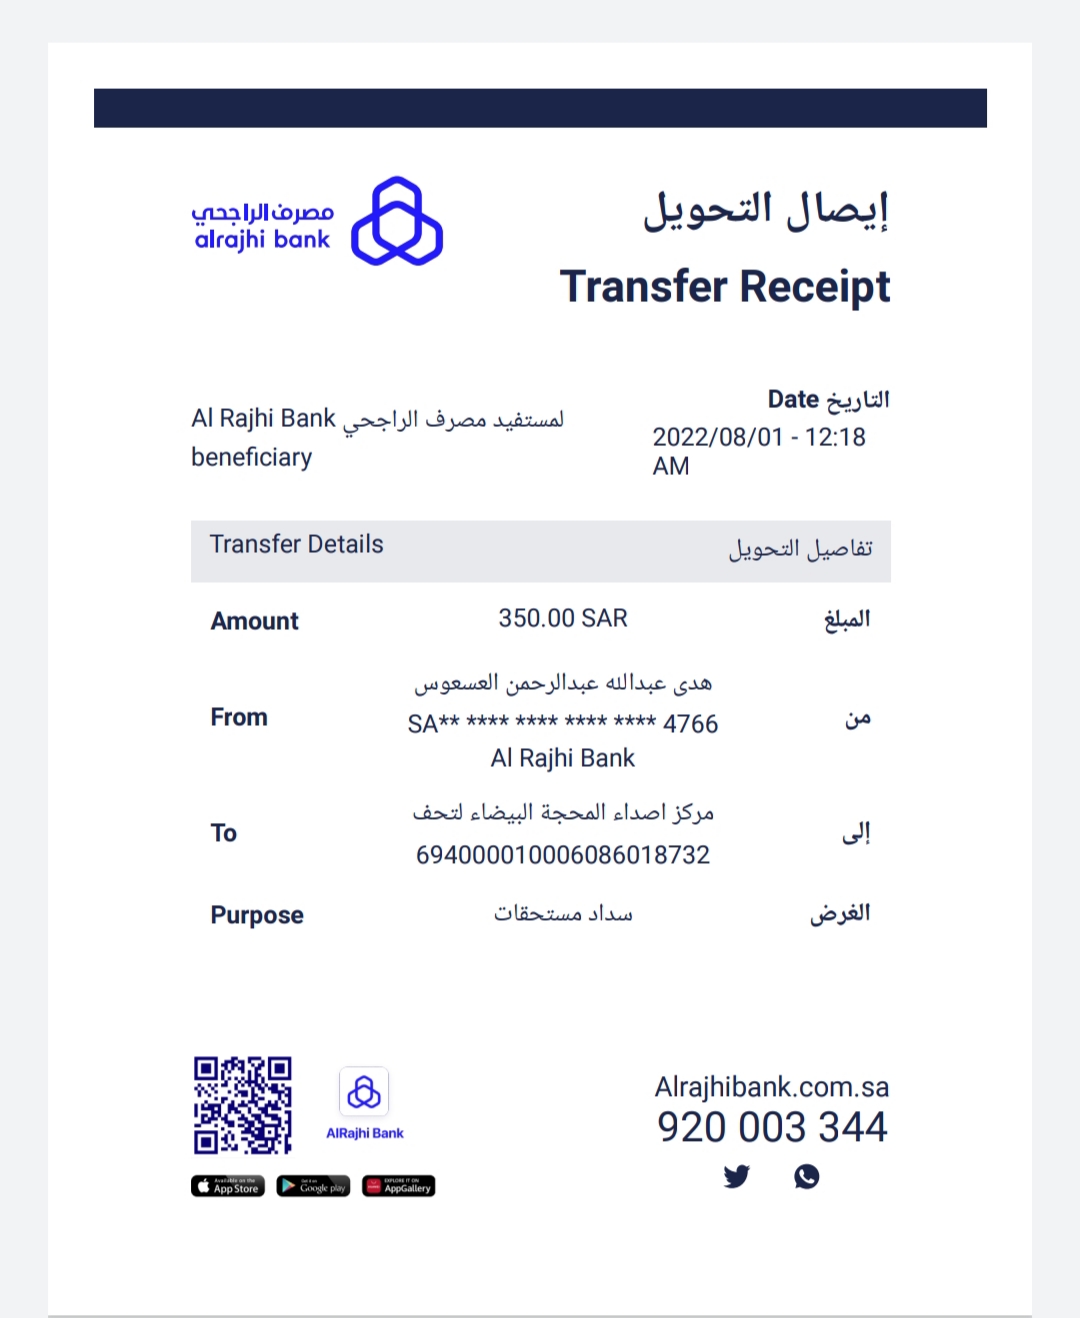 مصرف الراجحي
alrajhi bank
إيصال التحويل
Transfer Receipt
التاريخ Date
2022/08/01 - 12:18
AM
Al Rajhi Bank لمستفيد مصرف الراجحي
beneficiary
Transfer Details تفاصيل التحويل
Amount 350.00 SAR المبلغ
هدى عبدالله عبدالرحمن العسعوس
From SA** **** **** **** **** 4766 من
Al Rajhi Bank
مركز اصداء المحجة البيضاء لتحف
To 694000010006086018732 إلى
Purpose سداد مستحقات الغرض
AlRajhi Bank
Available on the
App Store
Get it on
Google play
EXPLORE IT ON
AppGallery
Alrajhibank.com.sa
920 003 344